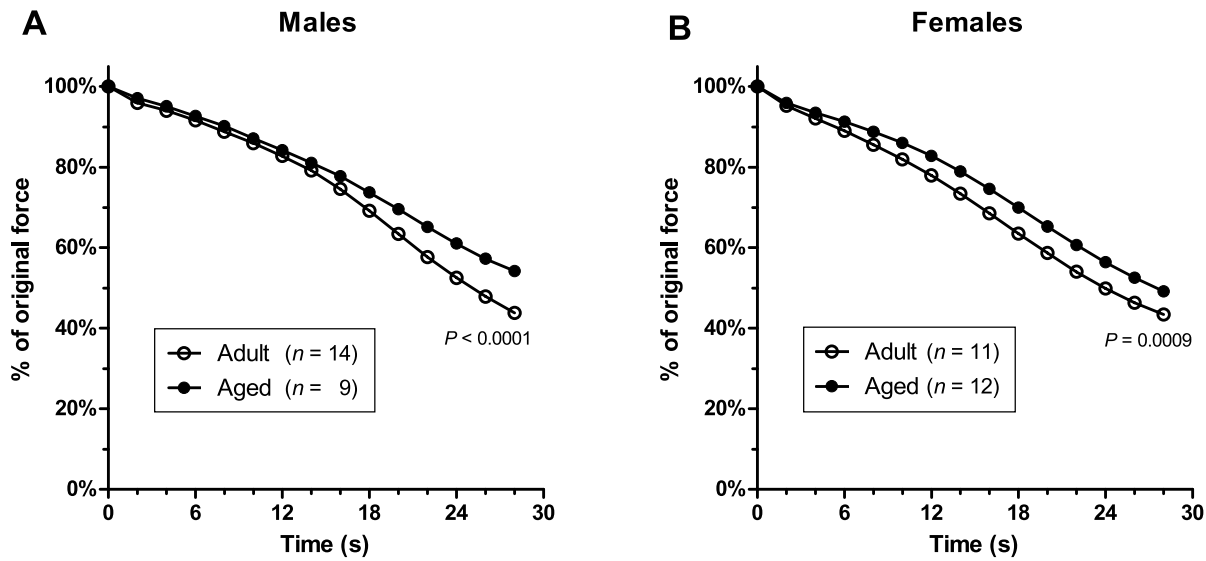 A
Males
% of original force
100%
80%
60%
40%
20%
0%
P < 0.0001
Adult (n = 14)
Aged (n = 9)
0 6 12 18 24 30
Time (s)
B
Females
% of original force
100%
80%
60%
40%
20%
0%
P = 0.0009
Adult (n = 11)
Aged (n = 12)
0 6 12 18 24 30
Time (s)